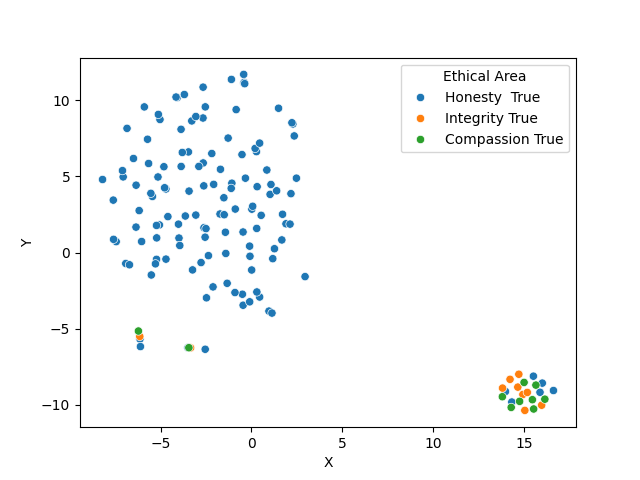 Ethical Area
Honesty  True
Integrity True
Compassion True
10
5
0
−5
−10
Y
−5
0
5
10
15
X